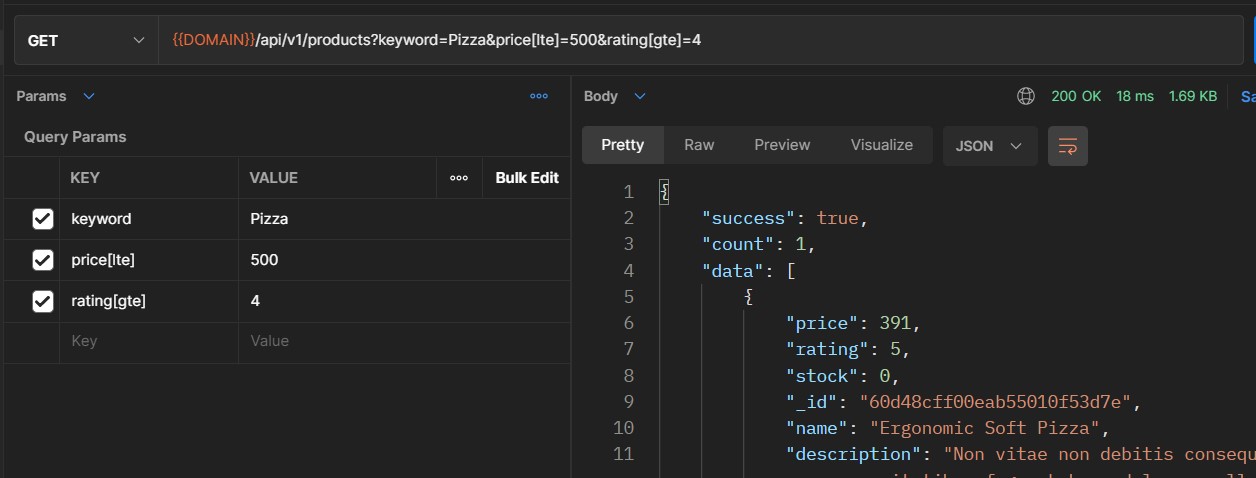 GET {{DOMAIN}}/api/v1/products?keyword=Pizza&price[lte]=500&rating[gte]=4
Params
Query Params
KEY VALUE Bulk Edit
keyword Pizza
price[lte] 500
rating[gte] 4
Key Value
Body 200 OK 18 ms 1.69 KB Sa
Pretty Raw Preview Visualize JSON
1 {
2 "success": true,
3 "count": 1,
4 "data": [
5 {
6 "price": 391,
7 "rating": 5,
8 "stock": 0,
9 "_id": "60d48cff00eab55010f53d7e",
10 "name": "Ergonomic Soft Pizza",
11 "description": "Non vitae non debitis consequ